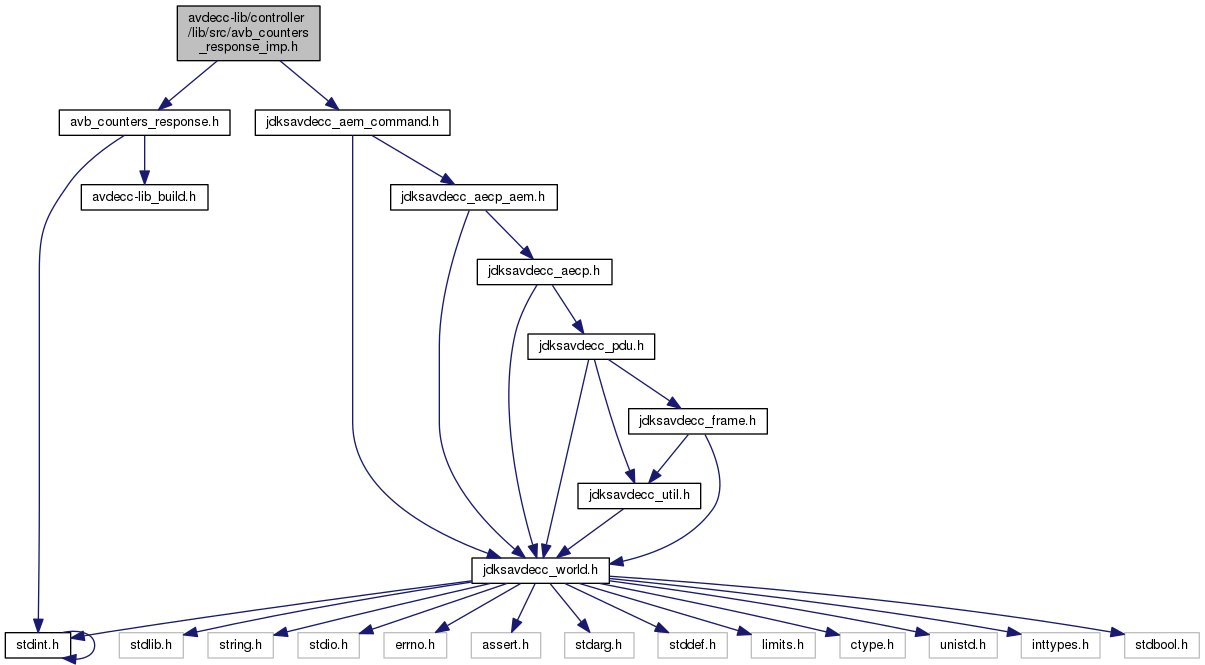 avdecc-lib/controller
/lib/src/avb_counters
_response_imp.h
avb_counters_response.h
jdksavdecc_aem_command.h
avdecc-lib_build.h
jdksavdecc_aecp_aem.h
jdksavdecc_aecp.h
jdksavdecc_pdu.h
jdksavdecc_frame.h
jdksavdecc_util.h
jdksavdecc_world.h
stdint.h
stdlib.h
string.h
stdio.h
errno.h
assert.h
stdarg.h
stddef.h
limits.h
ctype.h
unistd.h
inttypes.h
stdbool.h